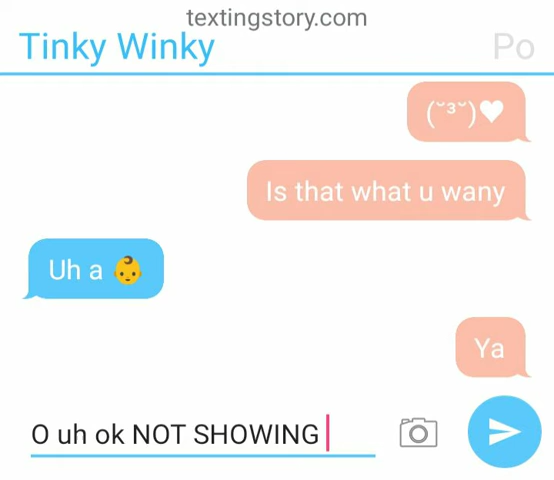 textingstory.com
Tinky Winky Po
(˘³˘)♥
Is that what u wany
Uh a 👶
Ya
O uh ok NOT SHOWING